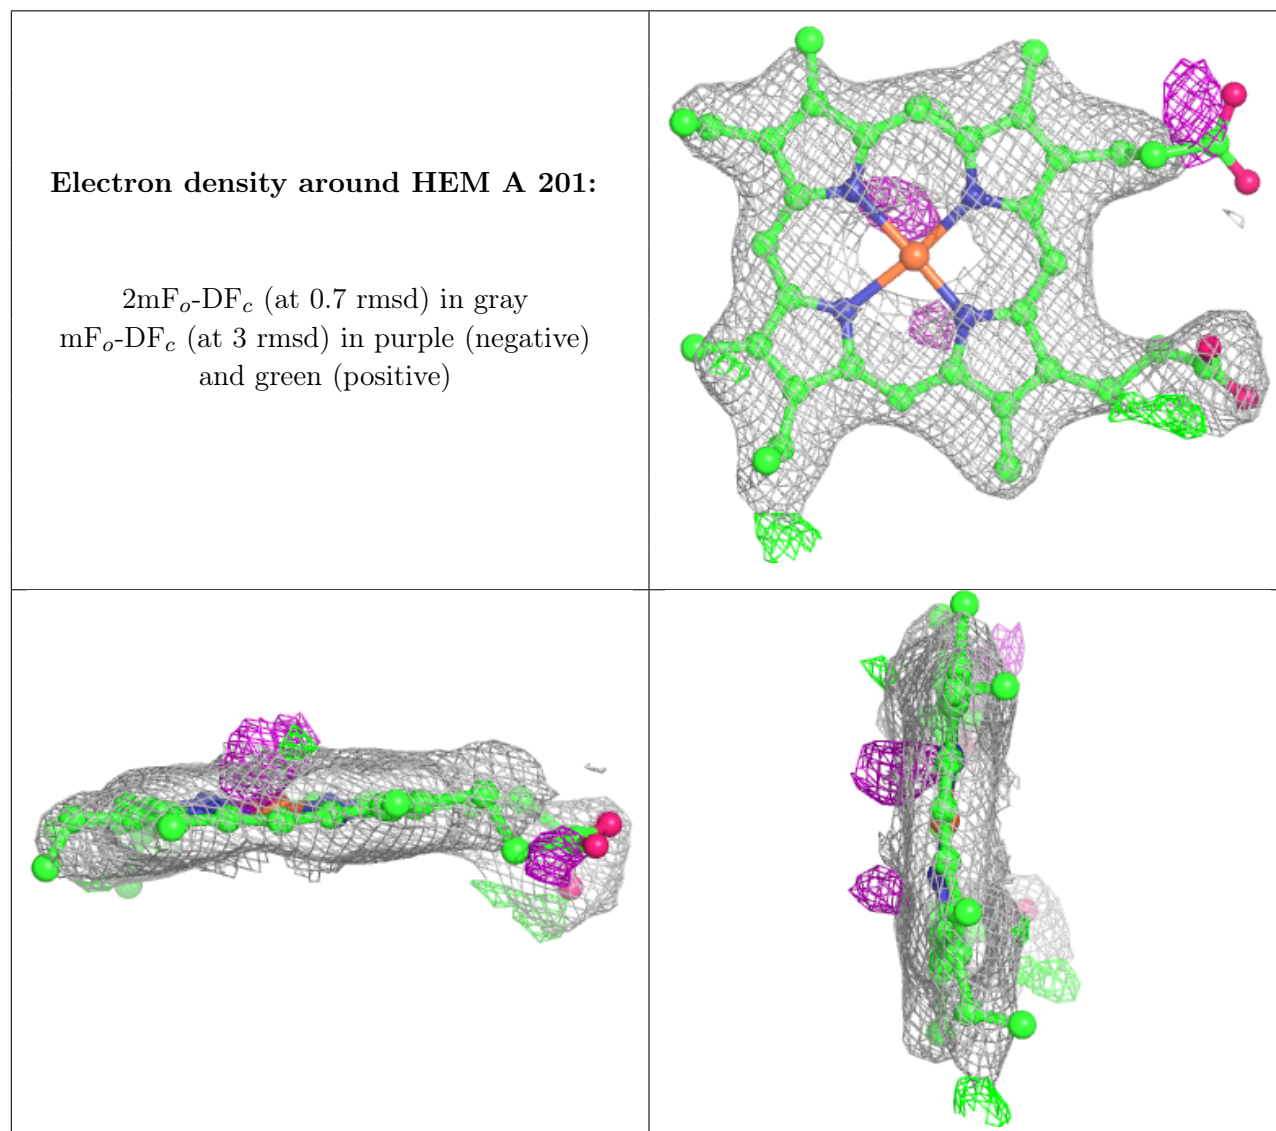 Electron density around HEM A 201:
2mFo-DFc (at 0.7 rmsd) in gray
mFo-DFc (at 3 rmsd) in purple (negative)
and green (positive)